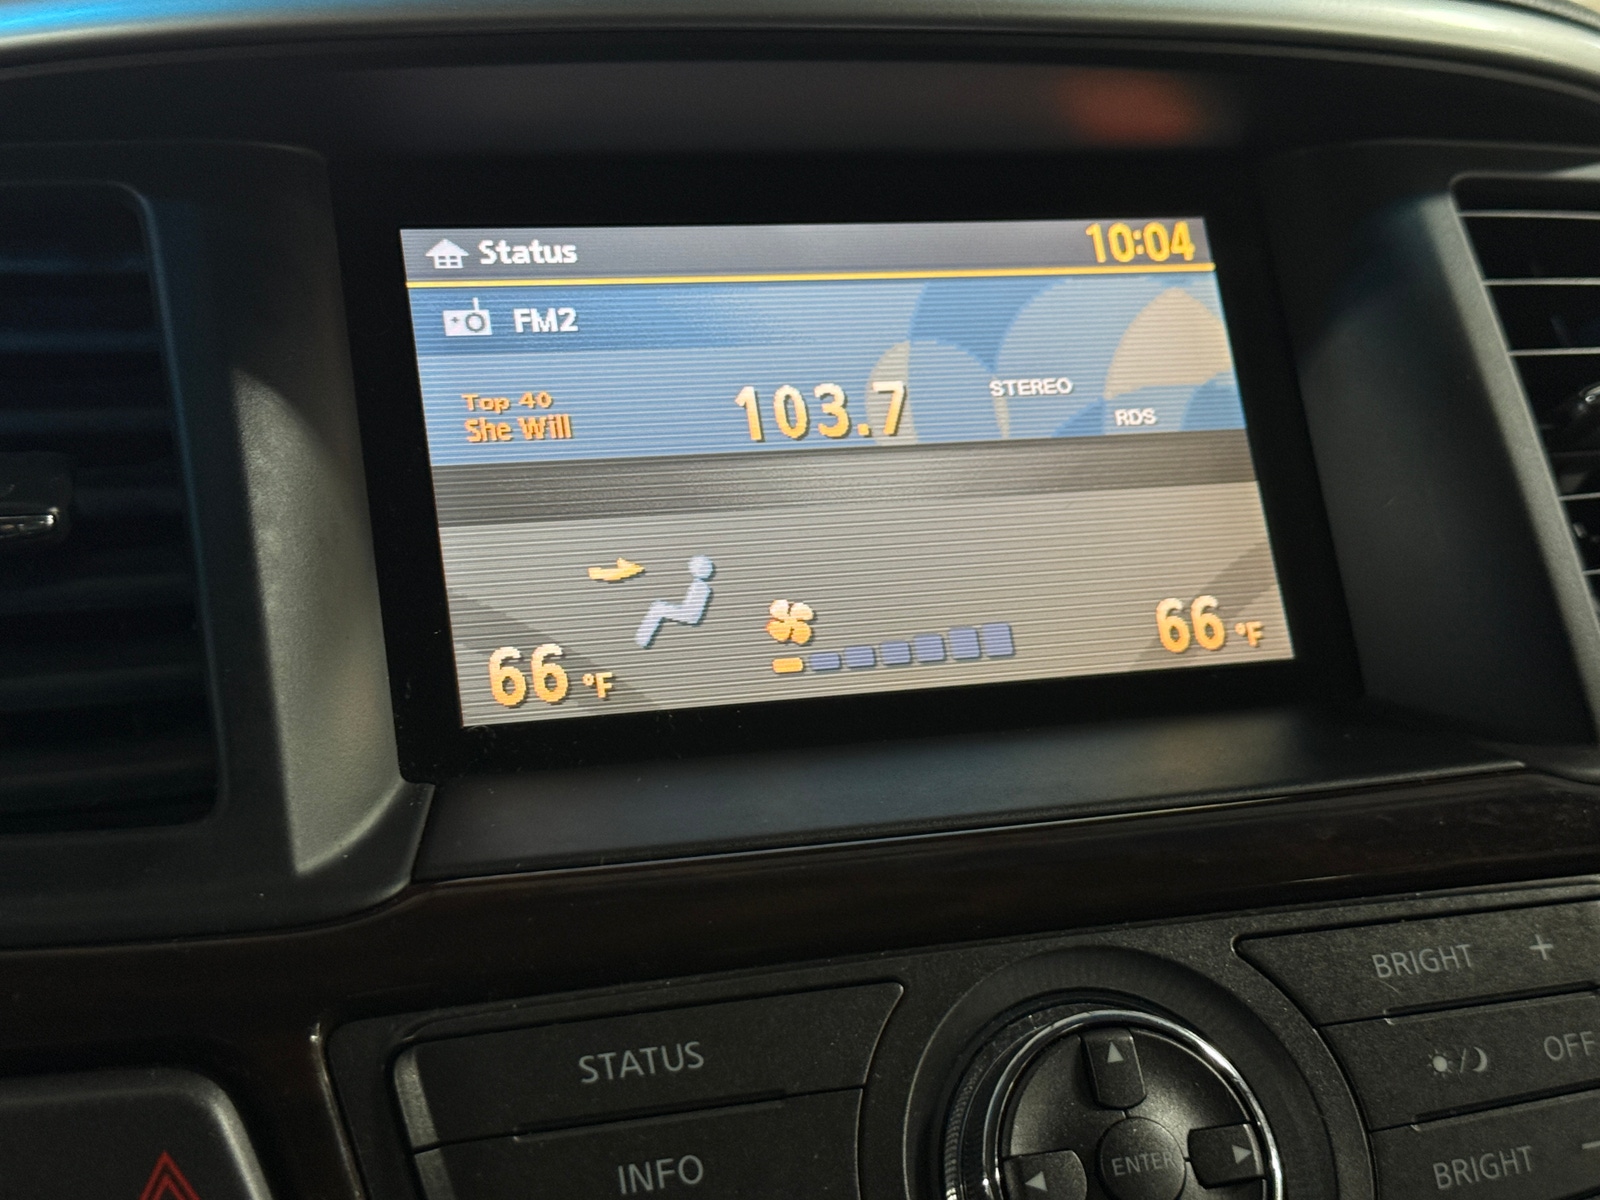 Status 10:04
FM2
Top 40
She Will
103.7
STEREO
RDS
66 °F
66 °F
BRIGHT +
STATUS
OFF
INFO
ENTER
BRIGHT −